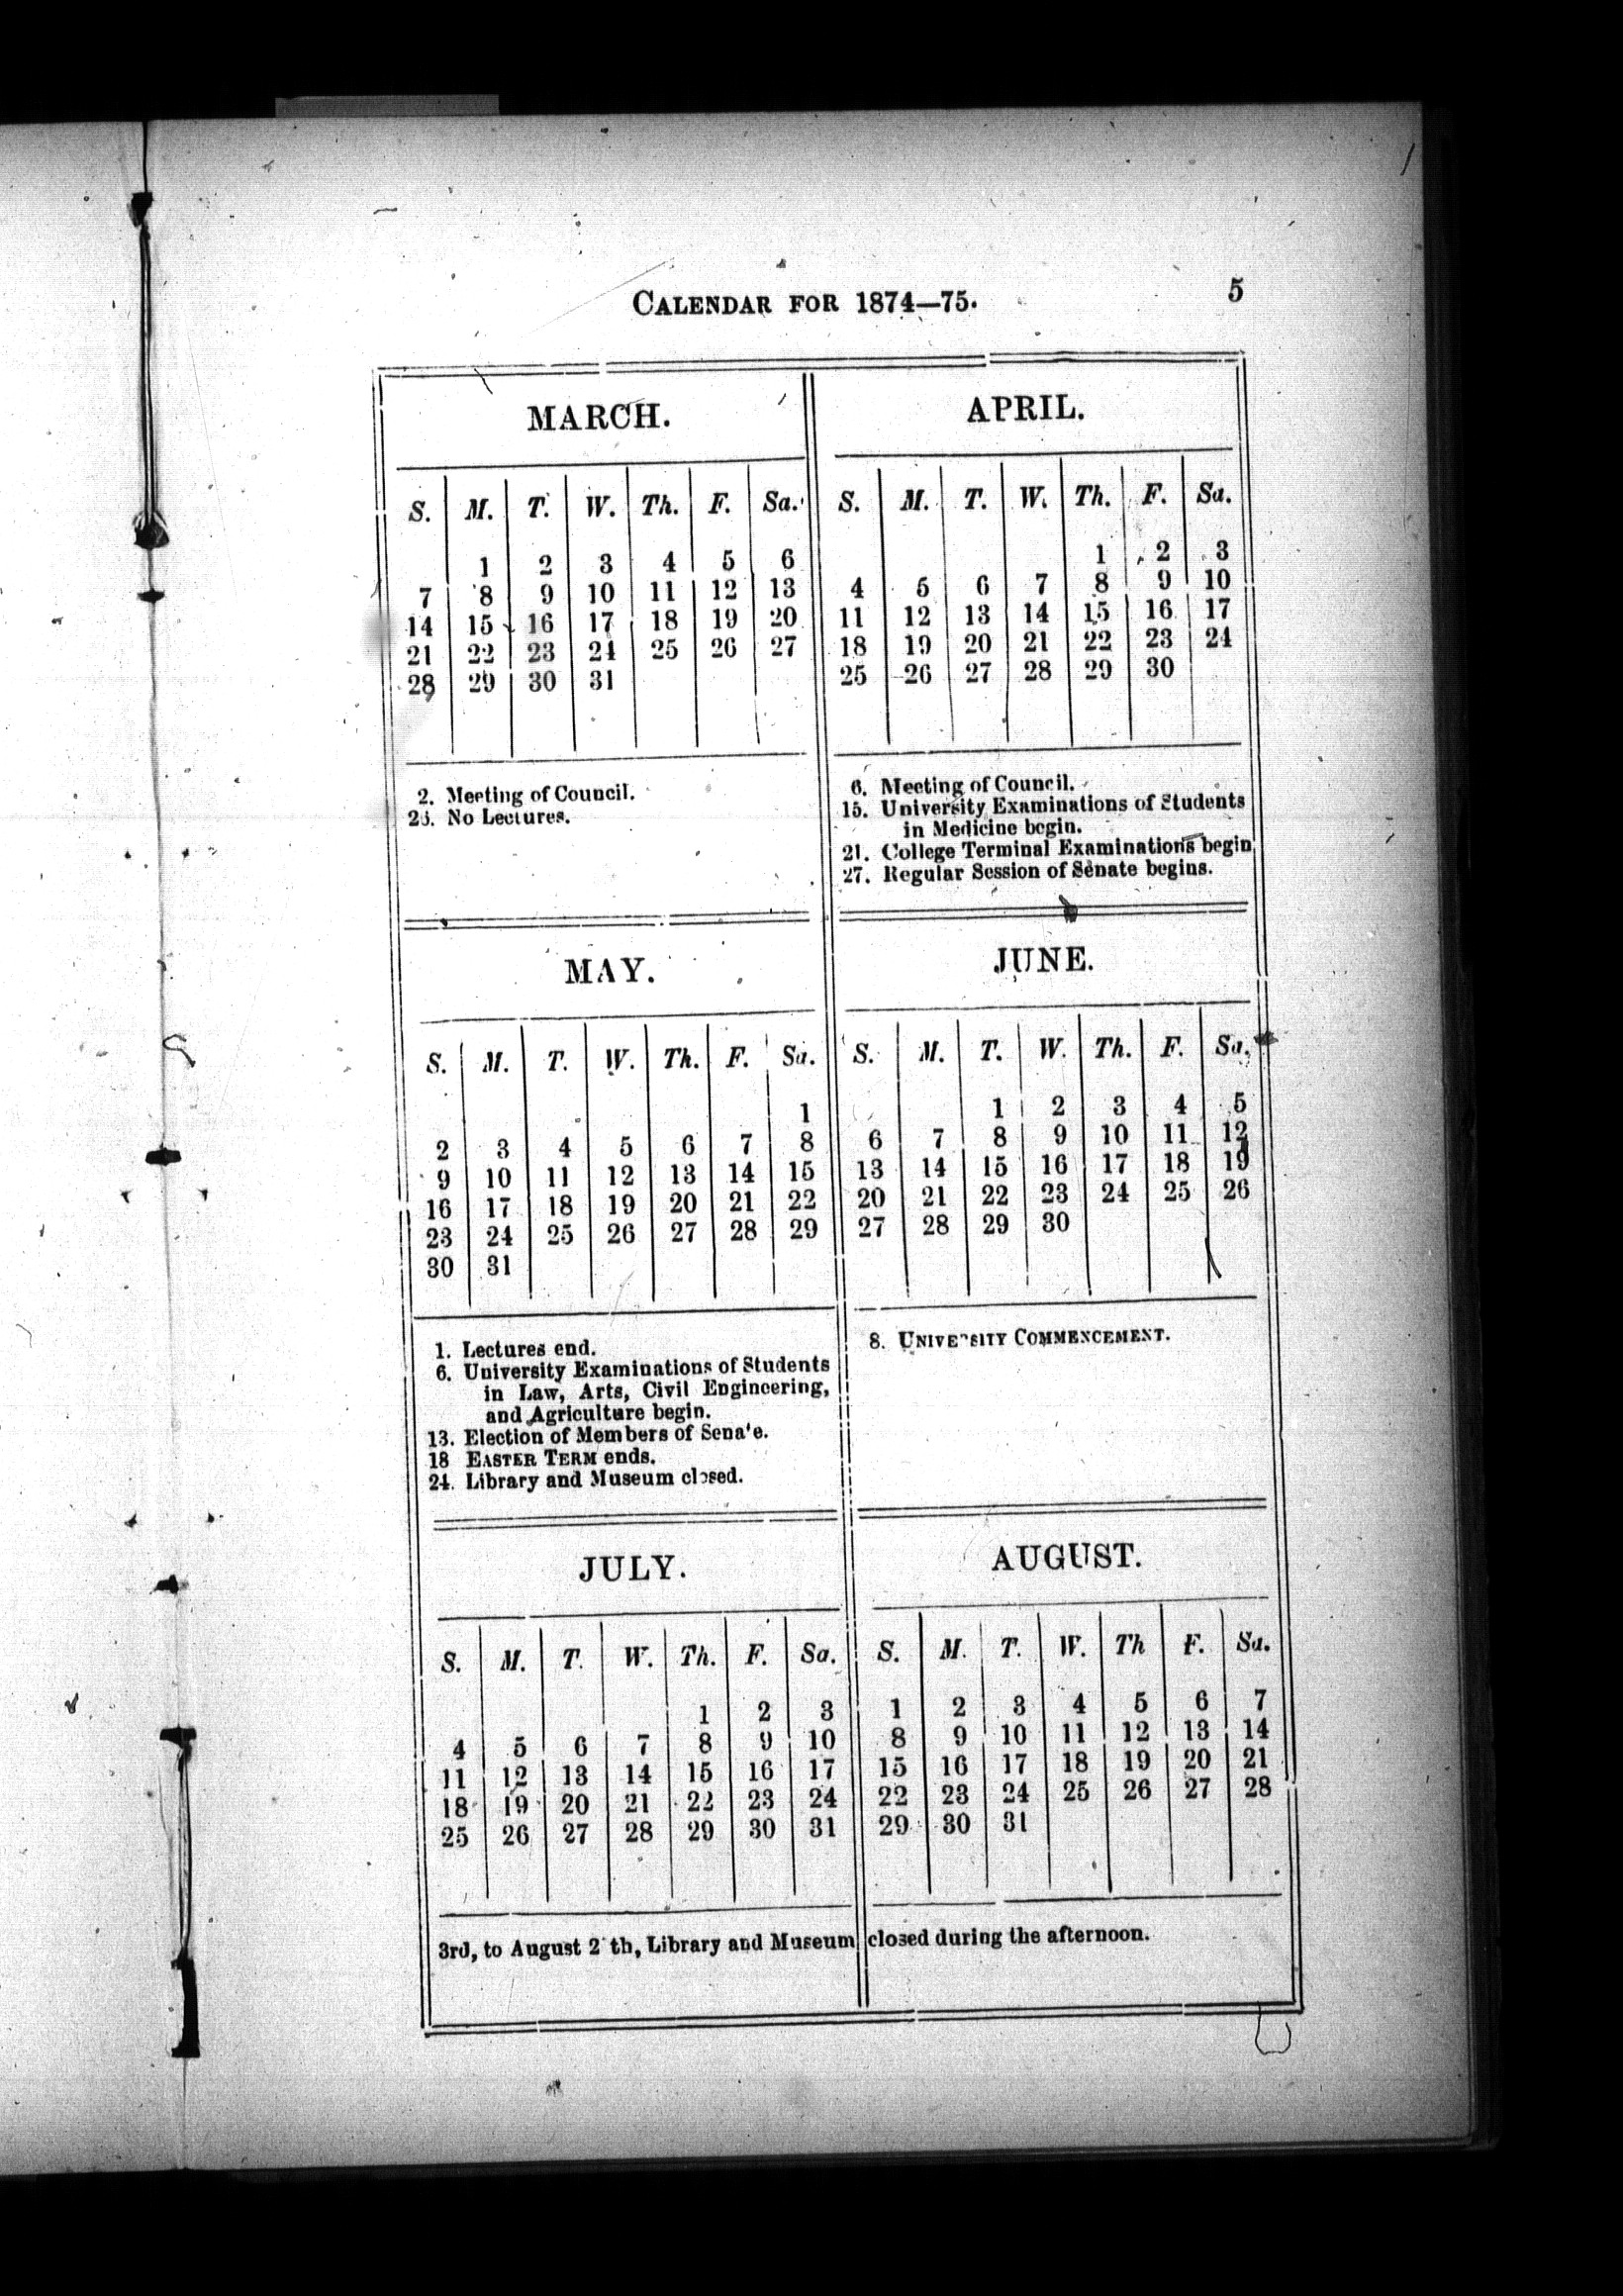 CALENDAR FOR 1874—75.
5
MARCH.
S. M. T. W. Th. F. Sa.
1 2 3 4 5 6
7 8 9 10 11 12 13
14 15 16 17 18 19 20
21 22 23 24 25 26 27
28 29 30 31
2. Meeting of Council.
No Lectures.
APRIL.
S. M. T. W. Th. F. Sa.
1 2 3
4 5 6 7 8 9 10
11 12 13 14 15 16 17
18 19 20 21 22 23 24
25 26 27 28 29 30
6. Meeting of Council.
15. University Examinations of Students
in Medicine begin.
21. College Terminal Examinations begin
27. Regular Session of Senate begins.
MAY.
S. M. T. W. Th. F. Sa.
1
2 3 4 5 6 7 8
9 10 11 12 13 14 15
16 17 18 19 20 21 22
23 24 25 26 27 28 29
30 31
1. Lectures end.
6. University Examinations of Students
in Law, Arts, Civil Engineering,
and Agriculture begin.
13. Election of Members of Sena'e.
18 EASTER TERM ends.
24. Library and Museum closed.
JUNE.
S. M. T. W. Th. F. Sa.
1 2 3 4 5
6 7 8 9 10 11 12
13 14 15 16 17 18 19
20 21 22 23 24 25 26
27 28 29 30
8. UNIVERSITY COMMENCEMENT.
JULY.
S. M. T. W. Th. F. Sa.
1 2 3
4 5 6 7 8 9 10
11 12 13 14 15 16 17
18 19 20 21 22 23 24
25 26 27 28 29 30 31
AUGUST.
S. M. T. W. Th F. Sa.
1 2 3 4 5 6 7
8 9 10 11 12 13 14
15 16 17 18 19 20 21
22 23 24 25 26 27 28
29 30 31
3rd, to August 2 th, Library and Museum closed during the afternoon.